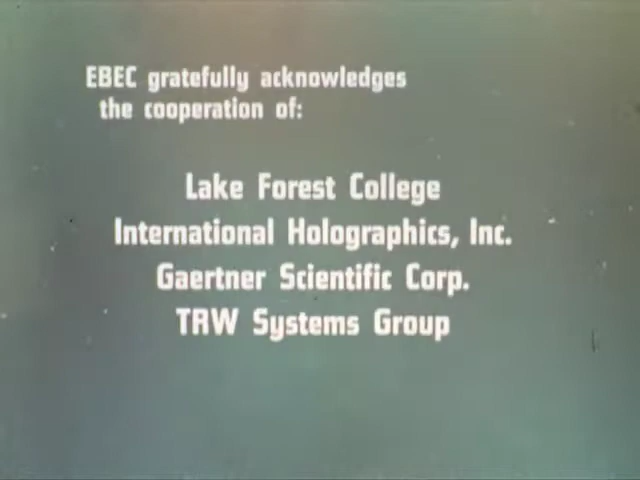 EBEC gratefully acknowledges
the cooperation of:
Lake Forest College
International Holographics, Inc.
Gaertner Scientific Corp.
TRW Systems Group